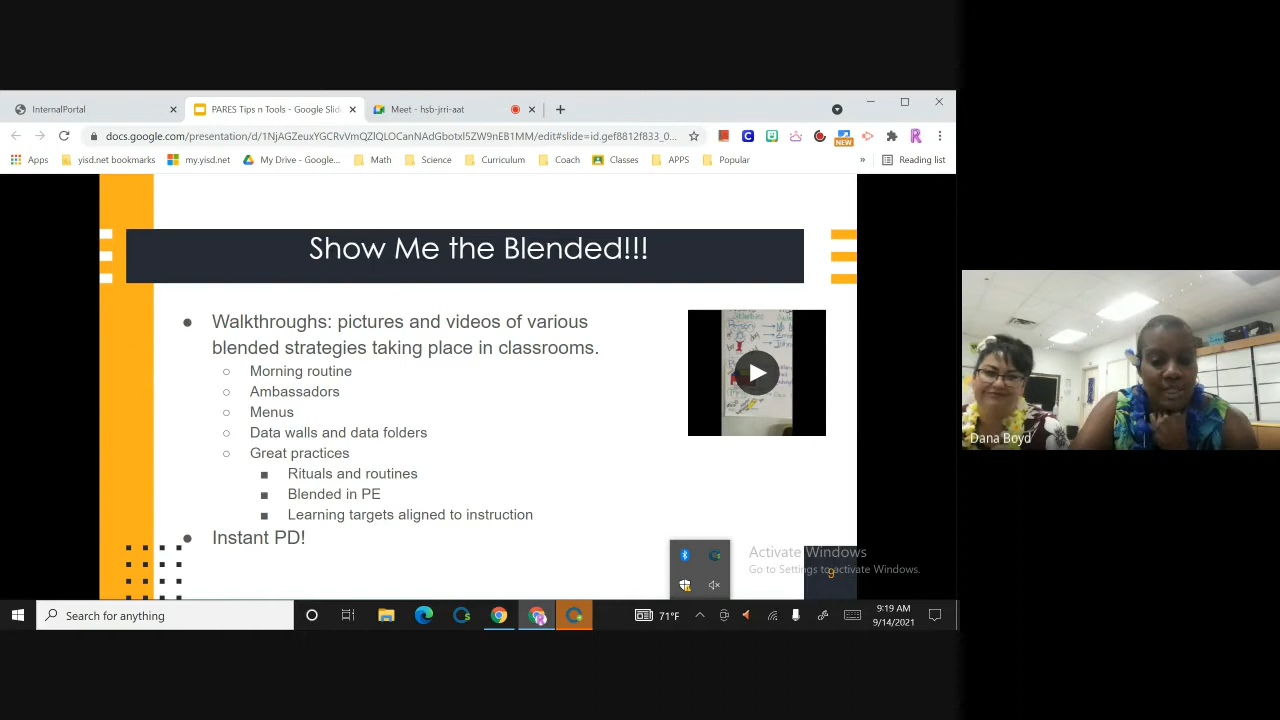 InternalPortal
PARES Tips n Tools - Google Slid
Meet - hsb-jrri-aat
docs.google.com/presentation/d/1NjAGZeuxYGCRvVmQZlQLOCanNAdGbotxI5ZW9nEB1MM/edit#slide=id.gef8812f833_0...
NEW
Apps
yisd.net bookmarks
my.yisd.net
My Drive - Google...
Math
Science
Curriculum
Coach
Classes
APPS
Popular
»
Reading list
Show Me the Blended!!!
● Walkthroughs: pictures and videos of various
blended strategies taking place in classrooms.
○ Morning routine
○ Ambassadors
○ Menus
○ Data walls and data folders
○ Great practices
■ Rituals and routines
■ Blended in PE
■ Learning targets aligned to instruction
● Instant PD!
Dana Boyd
Activate Windows
Go to Settings to activate Windows.
9
Search for anything
71°F
9:19 AM
9/14/2021